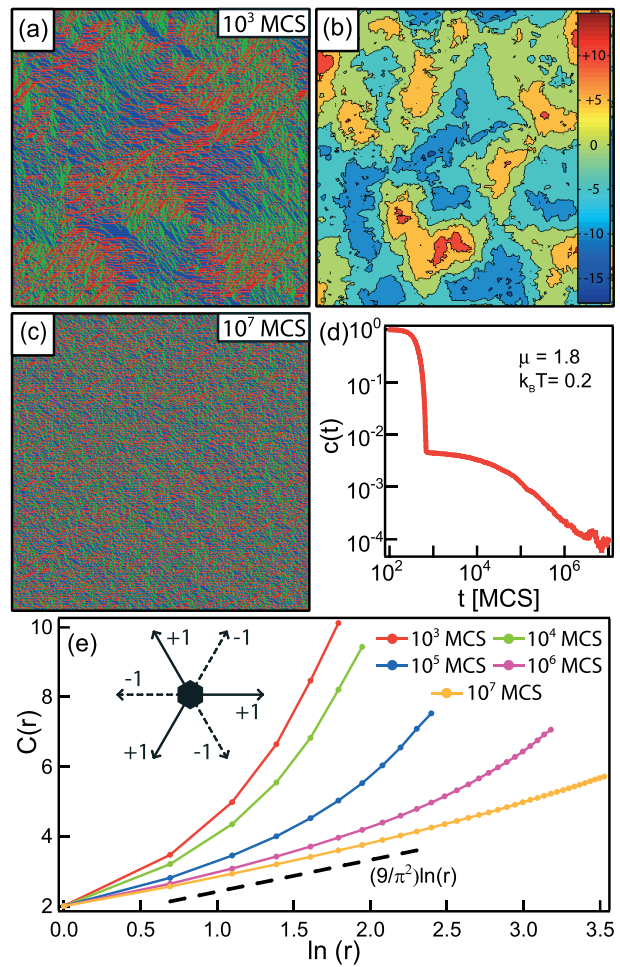 (a)
10³ MCS
(b)
+10
+5
0
-5
-10
-15
(c)
10⁷ MCS
(d)
10⁰
10⁻¹
10⁻²
10⁻³
10⁻⁴
c(t)
μ = 1.8
k_BT= 0.2
10² 10⁴ 10⁵ 10⁶
t [MCS]
(e)
10
8
6
4
2
C(r)
+1
-1
-1
+1
+1
-1
10³ MCS 10⁴ MCS
10⁵ MCS 10⁶ MCS
10⁷ MCS
(9/π²)ln(r)
0.0 0.5 1.0 1.5 2.0 2.5 3.0 3.5
ln (r)